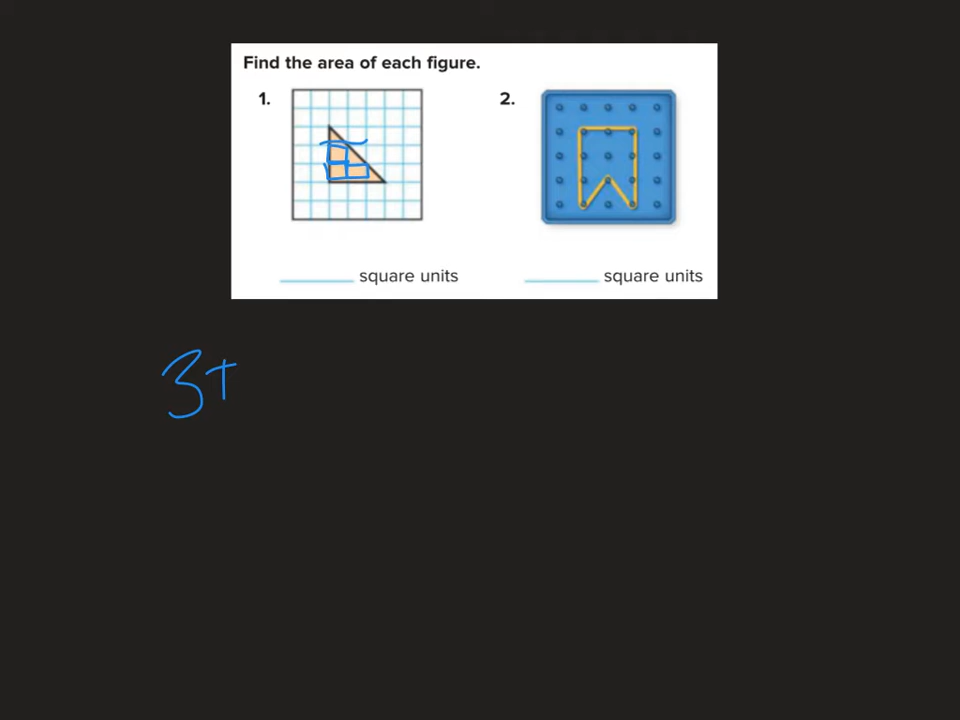 Find the area of each figure.
1. 2.
square units square units
3+